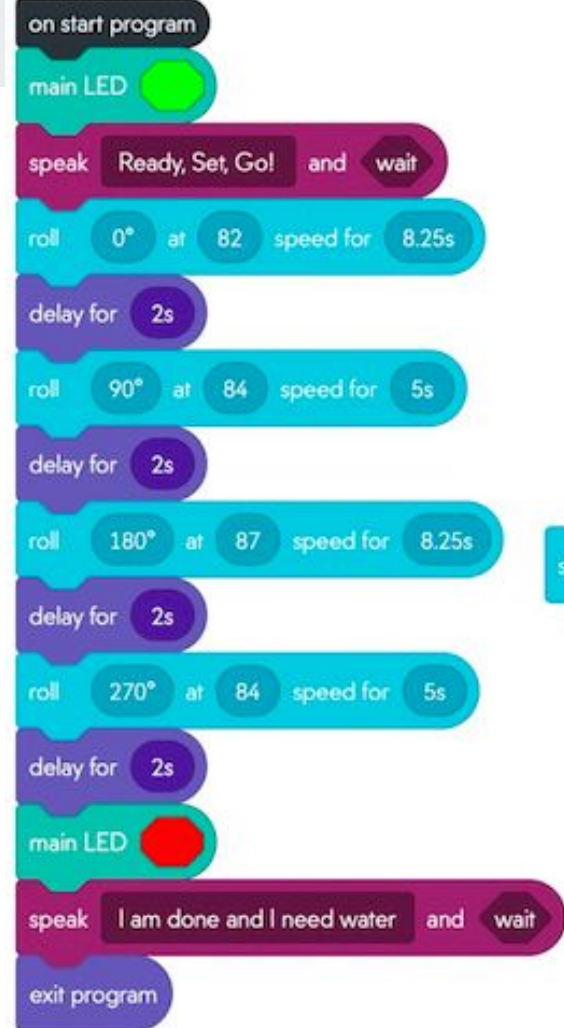 on start program
main LED
speak Ready, Set, Go! and wait
roll 0° at 82 speed for 8.25s
delay for 2s
roll 90° at 84 speed for 5s
delay for 2s
roll 180° at 87 speed for 8.25s
delay for 2s
roll 270° at 84 speed for 5s
delay for 2s
main LED
speak I am done and I need water and wait
exit program